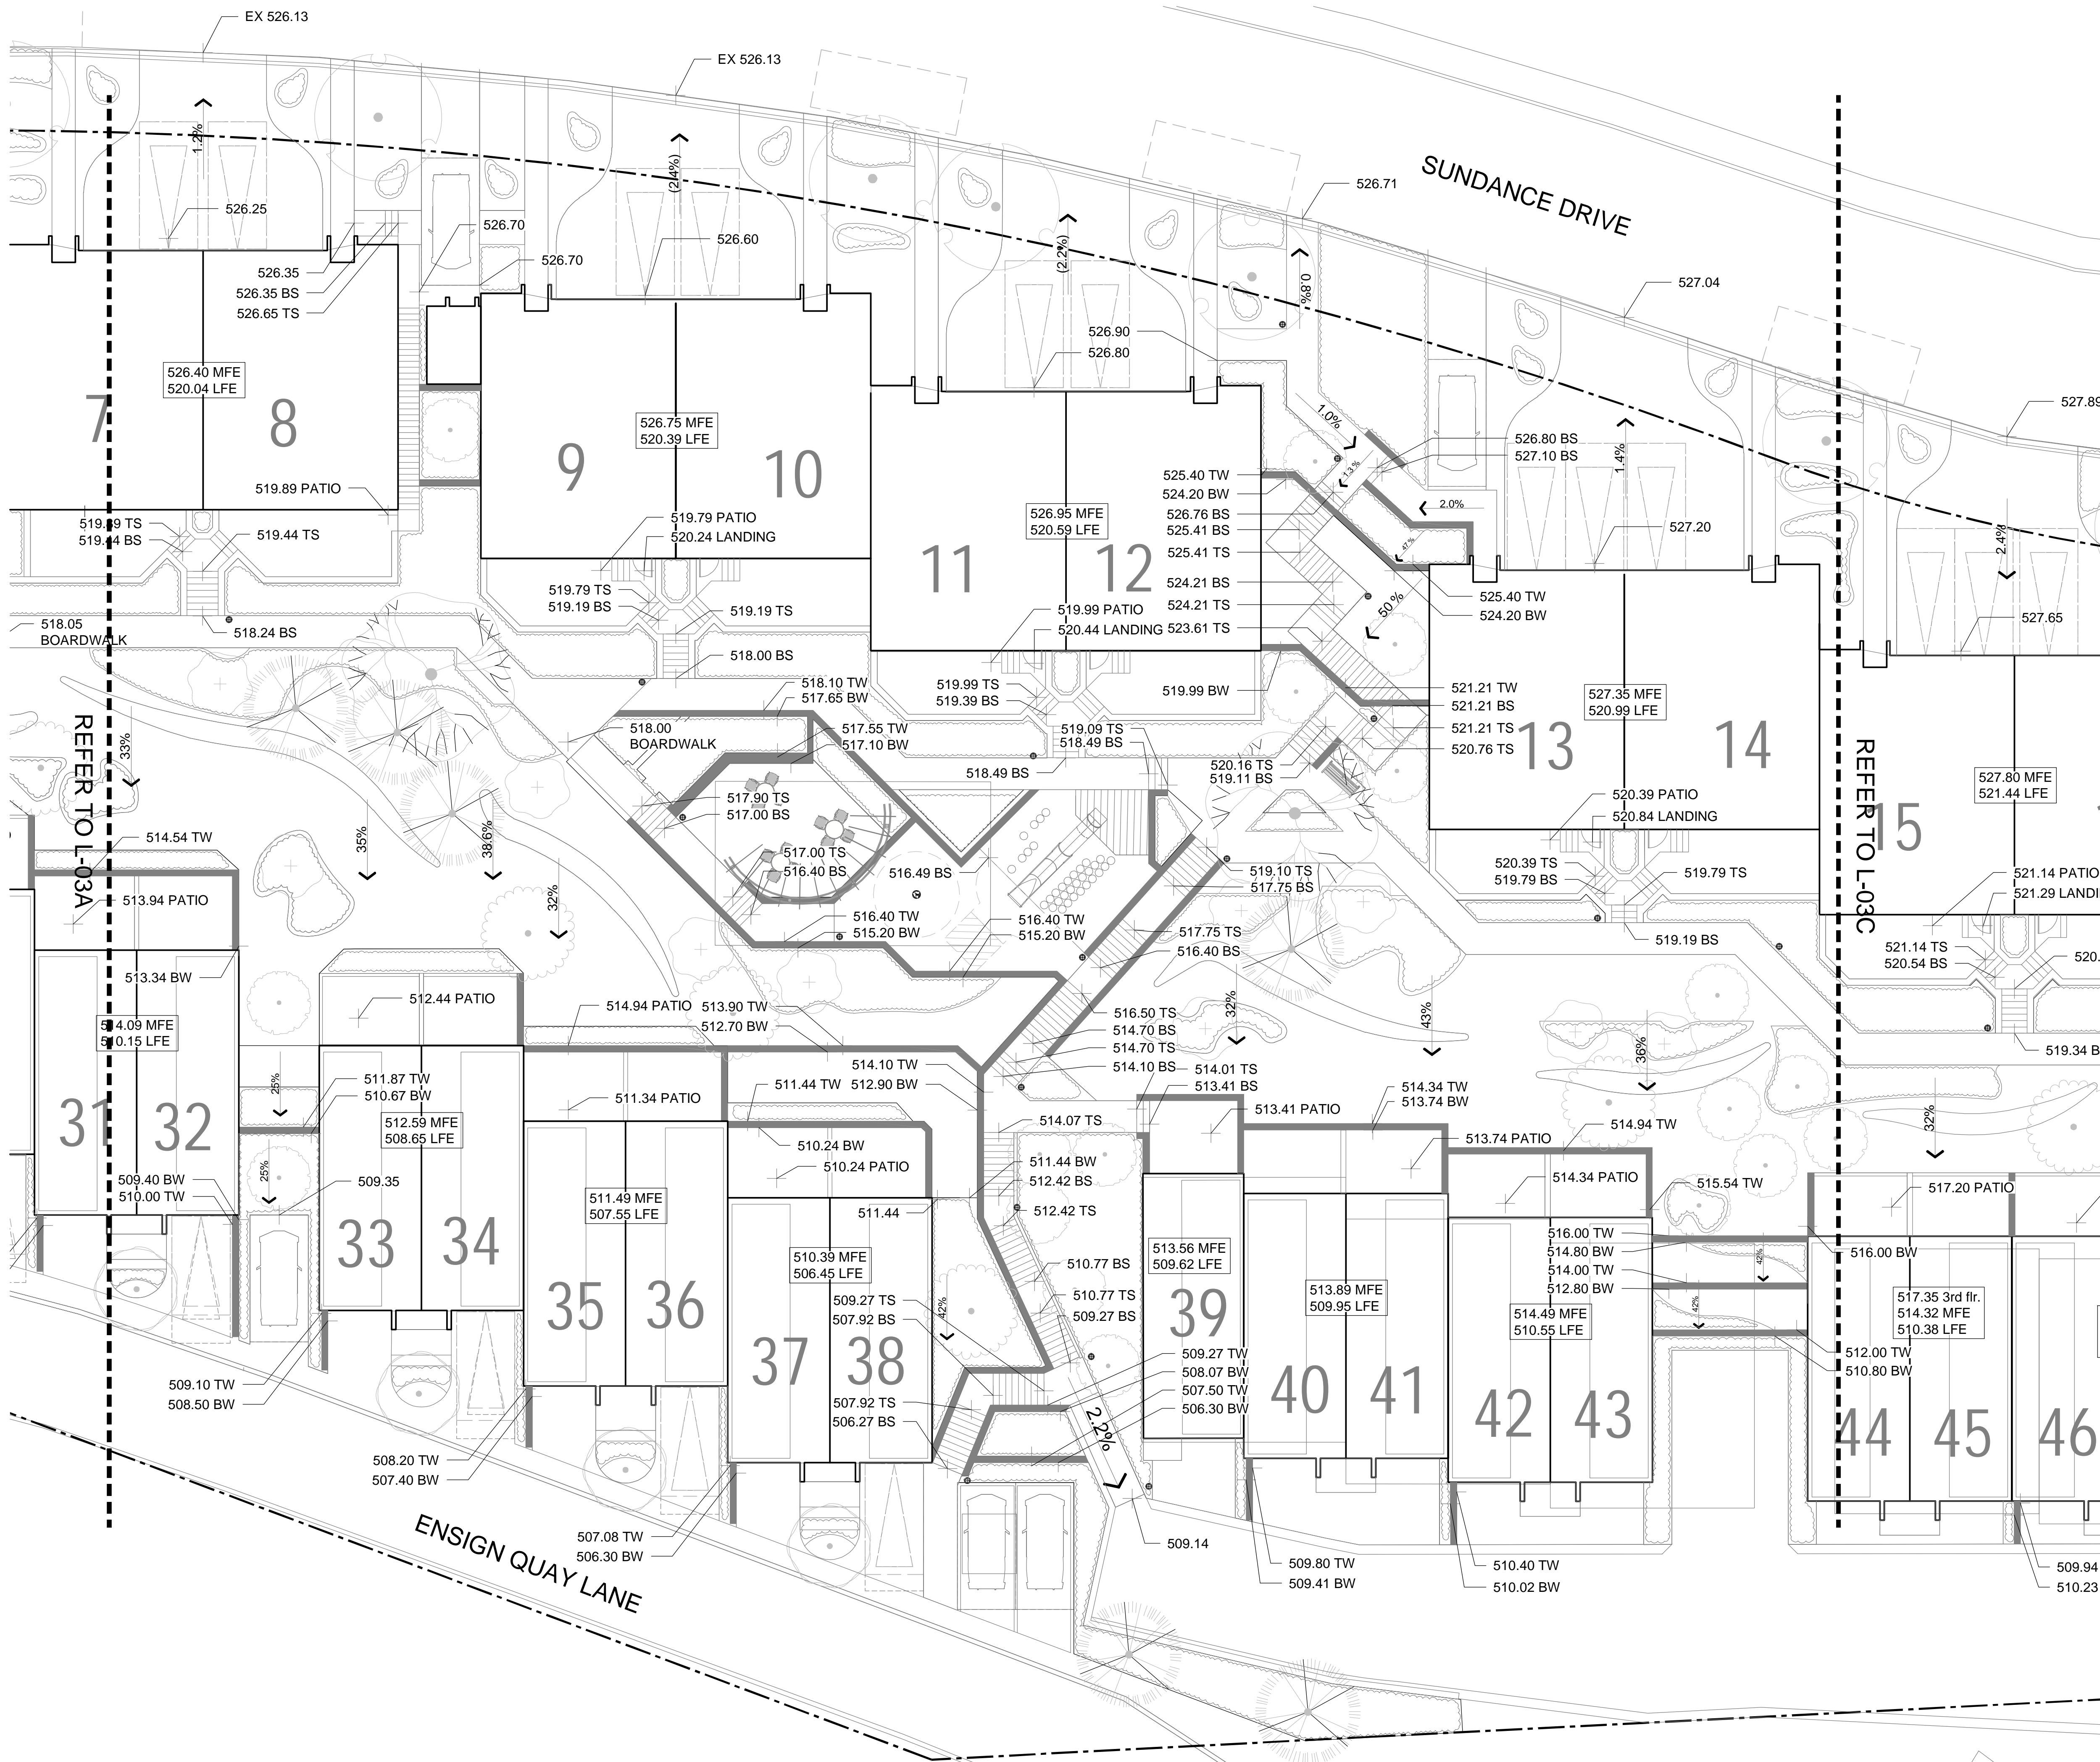 EX 526.13
EX 526.13
SUNDANCE DRIVE
1.2%
(2.4%)
526.71
526.25
526.70
526.60
(2.2%)
526.70
0.8%
527.04
526.35
526.35 BS
526.65 TS
526.90
526.80
527.89
526.40 MFE
520.04 LFE
7
8
526.75 MFE
520.39 LFE
9
10
1.0%
1.3 %
526.80 BS
527.10 BS
1.4%
2.0%
47 %
50 %
519.89 PATIO
519.89 TS
519.44 BS
519.44 TS
519.79 PATIO
520.24 LANDING
526.95 MFE
520.59 LFE
11
12
525.40 TW
524.20 BW
526.76 BS
525.41 BS
525.41 TS
524.21 BS
524.21 TS
523.61 TS
527.20
2.4%
525.40 TW
524.20 BW
519.79 TS
519.19 BS
519.19 TS
519.99 PATIO
520.44 LANDING
518.05
BOARDWALK
518.24 BS
518.00 BS
527.65
518.10 TW
517.65 BW
519.99 TS
519.39 BS
519.99 BW
521.21 TW
521.21 BS
521.21 TS
520.76 TS
527.35 MFE
520.99 LFE
13
14
REFER TO L-03A
33%
518.00
BOARDWALK
517.55 TW
517.10 BW
519.09 TS
518.49 BS
518.49 BS
520.16 TS
519.11 BS
REFER TO L-03C
527.80 MFE
521.44 LFE
15
517.90 TS
517.00 BS
520.39 PATIO
520.84 LANDING
514.54 TW
35%
38.6%
32%
517.00 TS
516.40 BS
516.49 BS
519.10 TS
517.75 BS
520.39 TS
519.79 BS
519.79 TS
521.14 PATIO
521.29 LANDI
513.94 PATIO
516.40 TW
515.20 BW
516.40 TW
515.20 BW
517.75 TS
516.40 BS
519.19 BS
521.14 TS
520.54 BS
520.
513.34 BW
512.44 PATIO
514.94 PATIO
513.90 TW
512.70 BW
516.50 TS
514.70 BS
514.70 TS
514.10 BS
32%
43%
36%
519.34 B
514.09 MFE
510.15 LFE
31
32
25%
25%
511.87 TW
510.67 BW
512.59 MFE
508.65 LFE
33
34
514.10 TW
512.90 BW
511.44 TW
511.34 PATIO
514.01 TS
513.41 BS
514.34 TW
513.74 BW
513.41 PATIO
514.07 TS
510.24 BW
510.24 PATIO
513.74 PATIO
514.94 TW
32%
509.40 BW
510.00 TW
509.35
511.49 MFE
507.55 LFE
35
36
511.44 BW
512.42 BS
511.44
512.42 TS
514.34 PATIO
515.54 TW
517.20 PATIO
510.39 MFE
506.45 LFE
37
38
510.77 BS
513.56 MFE
509.62 LFE
39
516.00 TW
514.80 BW
514.00 TW
512.80 BW
42%
42%
516.00 BW
509.27 TS
507.92 BS
42%
510.77 TS
509.27 BS
513.89 MFE
509.95 LFE
40
41
514.49 MFE
510.55 LFE
42
43
517.35 3rd flr.
514.32 MFE
510.38 LFE
44
45
46
509.27 TW
508.07 BW
507.50 TW
506.30 BW
512.00 TW
510.80 BW
509.10 TW
508.50 BW
507.92 TS
506.27 BS
2.2%
508.20 TW
507.40 BW
ENSIGN QUAY LANE
507.08 TW
506.30 BW
509.14
509.80 TW
509.41 BW
510.40 TW
510.02 BW
509.94
510.23